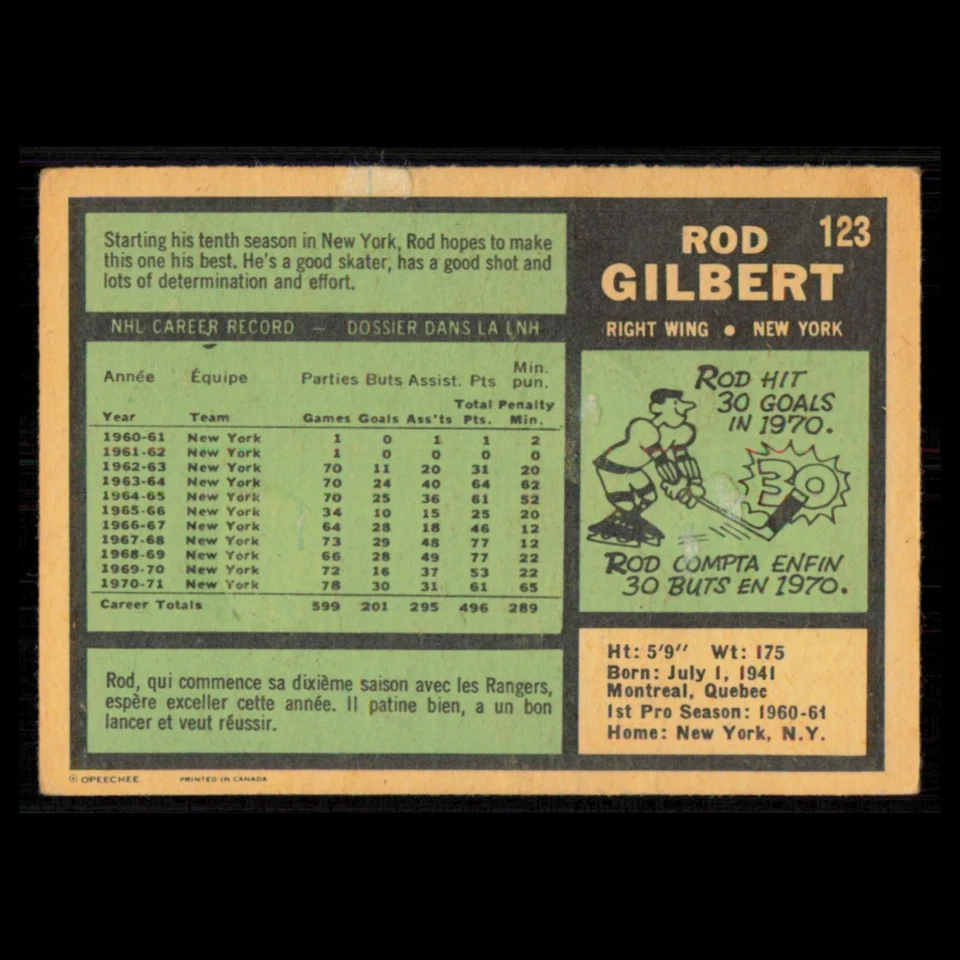 Starting his tenth season in New York, Rod hopes to make
this one his best. He's a good skater, has a good shot and
lots of determination and effort.
NHL CAREER RECORD — DOSSIER DANS LA LNH
Année Équipe Parties Buts Assist. Pts Min. pun.
Year Team Games Goals Ass'ts Total Pts. Penalty Min.
1960-61 New York 1 0 1 1 2
1961-62 New York 1 0 0 0 0
1962-63 New York 70 11 20 31 20
1963-64 New York 70 24 40 64 62
1964-65 New York 70 25 36 61 52
1965-66 New York 34 10 15 25 20
1966-67 New York 64 28 18 46 12
1967-68 New York 73 29 48 77 12
1968-69 New York 66 28 49 77 22
1969-70 New York 72 16 37 53 22
1970-71 New York 78 30 31 61 65
Career Totals 599 201 295 496 289
Rod, qui commence sa dixième saison avec les Rangers,
espère exceller cette année. Il patine bien, a un bon
lancer et veut réussir.
© OPEECHEE PRINTED IN CANADA
123
ROD
GILBERT
RIGHT WING • NEW YORK
ROD HIT
30 GOALS
IN 1970.
30
ROD COMPTA ENFIN
30 BUTS EN 1970.
Ht: 5'9" Wt: 175
Born: July 1, 1941
Montreal, Quebec
1st Pro Season: 1960-61
Home: New York, N.Y.